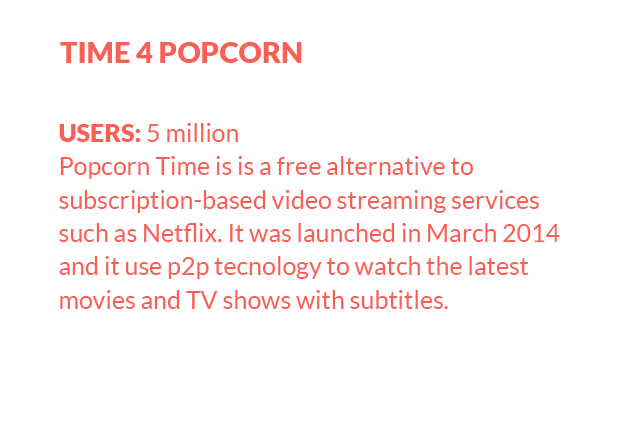 TIME 4 POPCORN
USERS: 5 million
Popcorn Time is is a free alternative to
subscription-based video streaming services
such as Netflix. It was launched in March 2014
and it use p2p tecnology to watch the latest
movies and TV shows with subtitles.